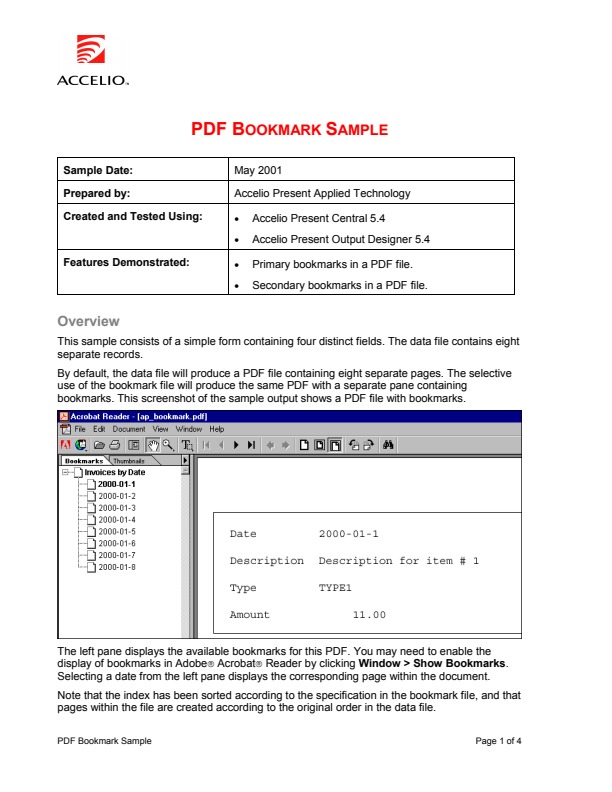 ACCELIO™
PDF BOOKMARK SAMPLE
Sample Date: May 2001
Prepared by: Accelio Present Applied Technology
Created and Tested Using: • Accelio Present Central 5.4
• Accelio Present Output Designer 5.4
Features Demonstrated: • Primary bookmarks in a PDF file.
• Secondary bookmarks in a PDF file.
Overview
This sample consists of a simple form containing four distinct fields. The data file contains eight
separate records.
By default, the data file will produce a PDF file containing eight separate pages. The selective
use of the bookmark file will produce the same PDF with a separate pane containing
bookmarks. This screenshot of the sample output shows a PDF file with bookmarks.
Acrobat Reader - [ap_bookmark.pdf]
File Edit Document View Window Help
Bookmarks Thumbnails
Invoices by Date
2000-01-1
2000-01-2
2000-01-3
2000-01-4
2000-01-5
2000-01-6
2000-01-7
2000-01-8
Date 2000-01-1
Description Description for item # 1
Type TYPE1
Amount 11.00
The left pane displays the available bookmarks for this PDF. You may need to enable the
display of bookmarks in Adobe® Acrobat® Reader by clicking Window > Show Bookmarks.
Selecting a date from the left pane displays the corresponding page within the document.
Note that the index has been sorted according to the specification in the bookmark file, and that
pages within the file are created according to the original order in the data file.
PDF Bookmark Sample Page 1 of 4